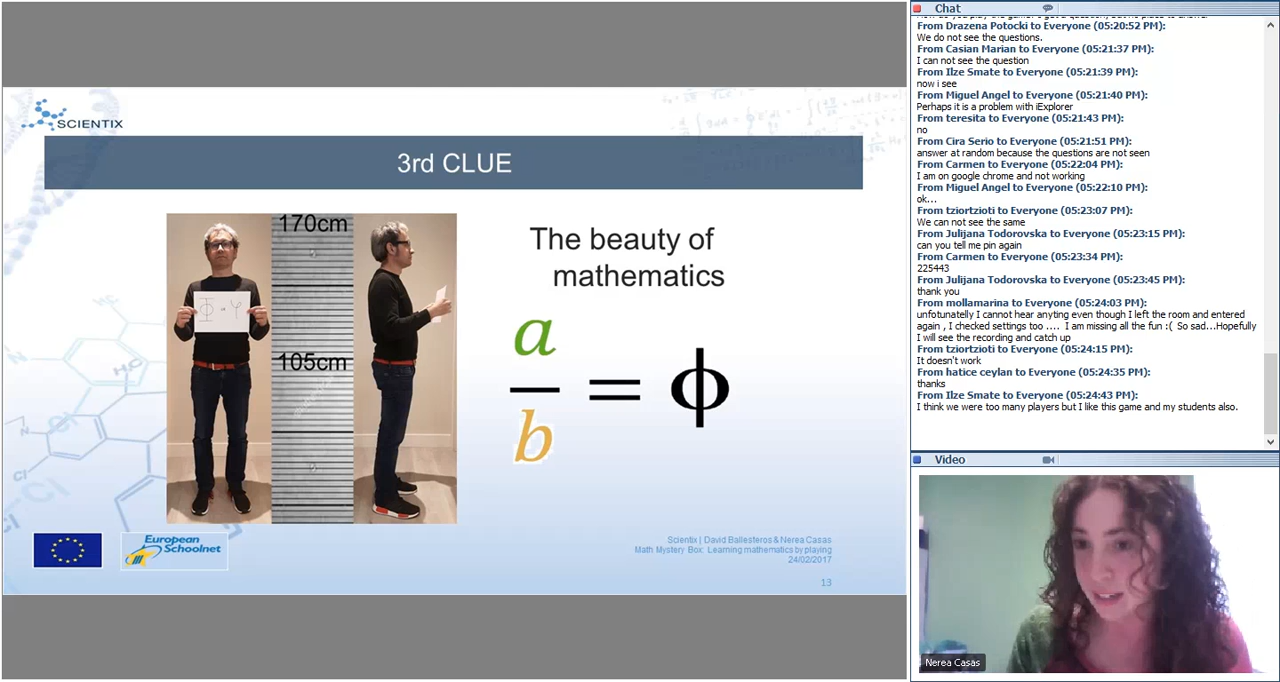 SCIENTIX
3rd CLUE
170cm
105cm
Φ = φ
The beauty of
mathematics
a
b
= ϕ
European
Schoolnet
Scientix | David Ballesteros & Nerea Casas
Math Mystery Box: Learning mathematics by playing
24/02/2017
13
Chat
From Drazena Potocki to Everyone (05:20:52 PM):
We do not see the questions.
From Casian Marian to Everyone (05:21:37 PM):
I can not see the question
From Ilze Smate to Everyone (05:21:39 PM):
now i see
From Miguel Angel to Everyone (05:21:40 PM):
Perhaps it is a problem with iExplorer
From teresita to Everyone (05:21:43 PM):
no
From Cira Serio to Everyone (05:21:51 PM):
answer at random because the questions are not seen
From Carmen to Everyone (05:22:04 PM):
I am on google chrome and not working
From Miguel Angel to Everyone (05:22:10 PM):
ok...
From tziortzioti to Everyone (05:23:07 PM):
We can not see the same
From Julijana Todorovska to Everyone (05:23:15 PM):
can you tell me pin again
From Carmen to Everyone (05:23:34 PM):
225443
From Julijana Todorovska to Everyone (05:23:45 PM):
thank you
From mollamarina to Everyone (05:24:03 PM):
unfotunatelly I cannot hear anyting even though I left the room and entered
again , I checked settings too .... I am missing all the fun :( So sad...Hopefully
I will see the recording and catch up
From tziortzioti to Everyone (05:24:15 PM):
It doesn't work
From hatice ceylan to Everyone (05:24:35 PM):
thanks
From Ilze Smate to Everyone (05:24:43 PM):
I think we were too many players but I like this game and my students also.
Video
Nerea Casas